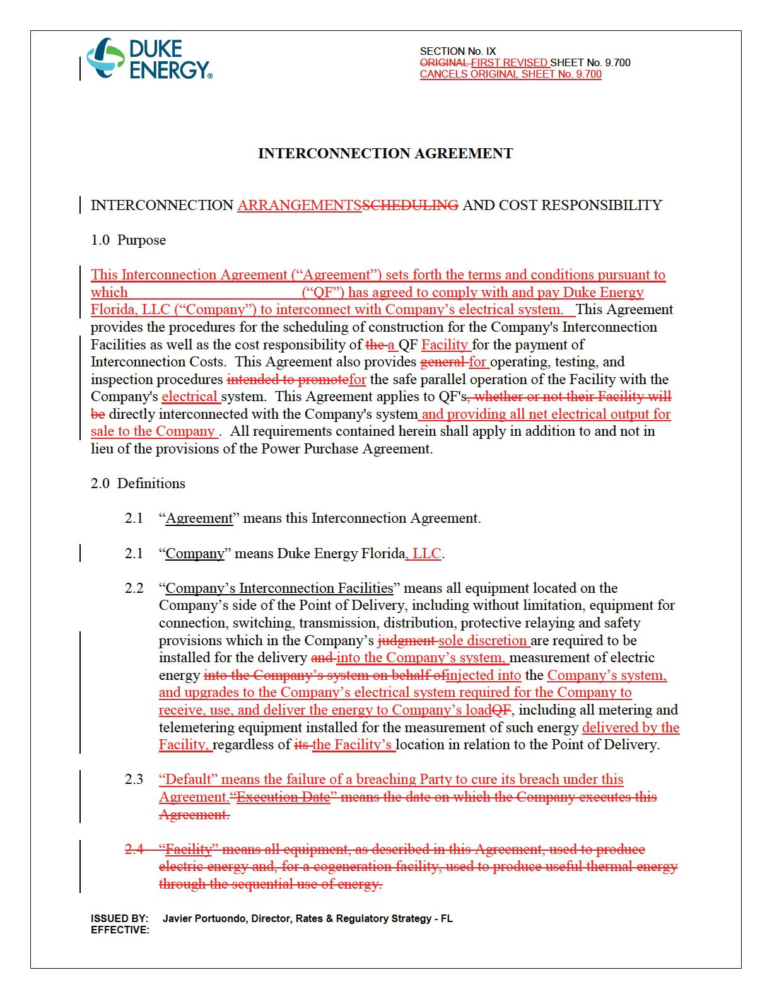 DUKE
ENERGY®
SECTION No. IX
ORIGINAL FIRST REVISED SHEET No. 9.700
CANCELS ORIGINAL SHEET No. 9.700
INTERCONNECTION AGREEMENT
INTERCONNECTION ARRANGEMENTSSCHEDULING AND COST RESPONSIBILITY
1.0 Purpose
This Interconnection Agreement (“Agreement”) sets forth the terms and conditions pursuant to
which (“QF”) has agreed to comply with and pay Duke Energy
Florida, LLC (“Company”) to interconnect with Company’s electrical system. This Agreement
provides the procedures for the scheduling of construction for the Company's Interconnection
Facilities as well as the cost responsibility of the a QF Facility for the payment of
Interconnection Costs. This Agreement also provides general for operating, testing, and
inspection procedures intended to promotefor the safe parallel operation of the Facility with the
Company's electrical system. This Agreement applies to QF's, whether or not their Facility will
be directly interconnected with the Company's system and providing all net electrical output for
sale to the Company . All requirements contained herein shall apply in addition to and not in
lieu of the provisions of the Power Purchase Agreement.
2.0 Definitions
2.1 “Agreement” means this Interconnection Agreement.
2.1 “Company” means Duke Energy Florida, LLC.
2.2 “Company’s Interconnection Facilities” means all equipment located on the
Company’s side of the Point of Delivery, including without limitation, equipment for
connection, switching, transmission, distribution, protective relaying and safety
provisions which in the Company’s judgment sole discretion are required to be
installed for the delivery and into the Company’s system, measurement of electric
energy into the Company’s system on behalf ofinjected into the Company’s system,
and upgrades to the Company’s electrical system required for the Company to
receive, use, and deliver the energy to Company’s loadQF, including all metering and
telemetering equipment installed for the measurement of such energy delivered by the
Facility, regardless of its the Facility’s location in relation to the Point of Delivery.
2.3 “Default” means the failure of a breaching Party to cure its breach under this
Agreement.“Execution Date” means the date on which the Company executes this
Agreement.
2.4 “Facility” means all equipment, as described in this Agreement, used to produce
electric energy and, for a cogeneration facility, used to produce useful thermal energy
through the sequential use of energy.
ISSUED BY: Javier Portuondo, Director, Rates & Regulatory Strategy - FL
EFFECTIVE: